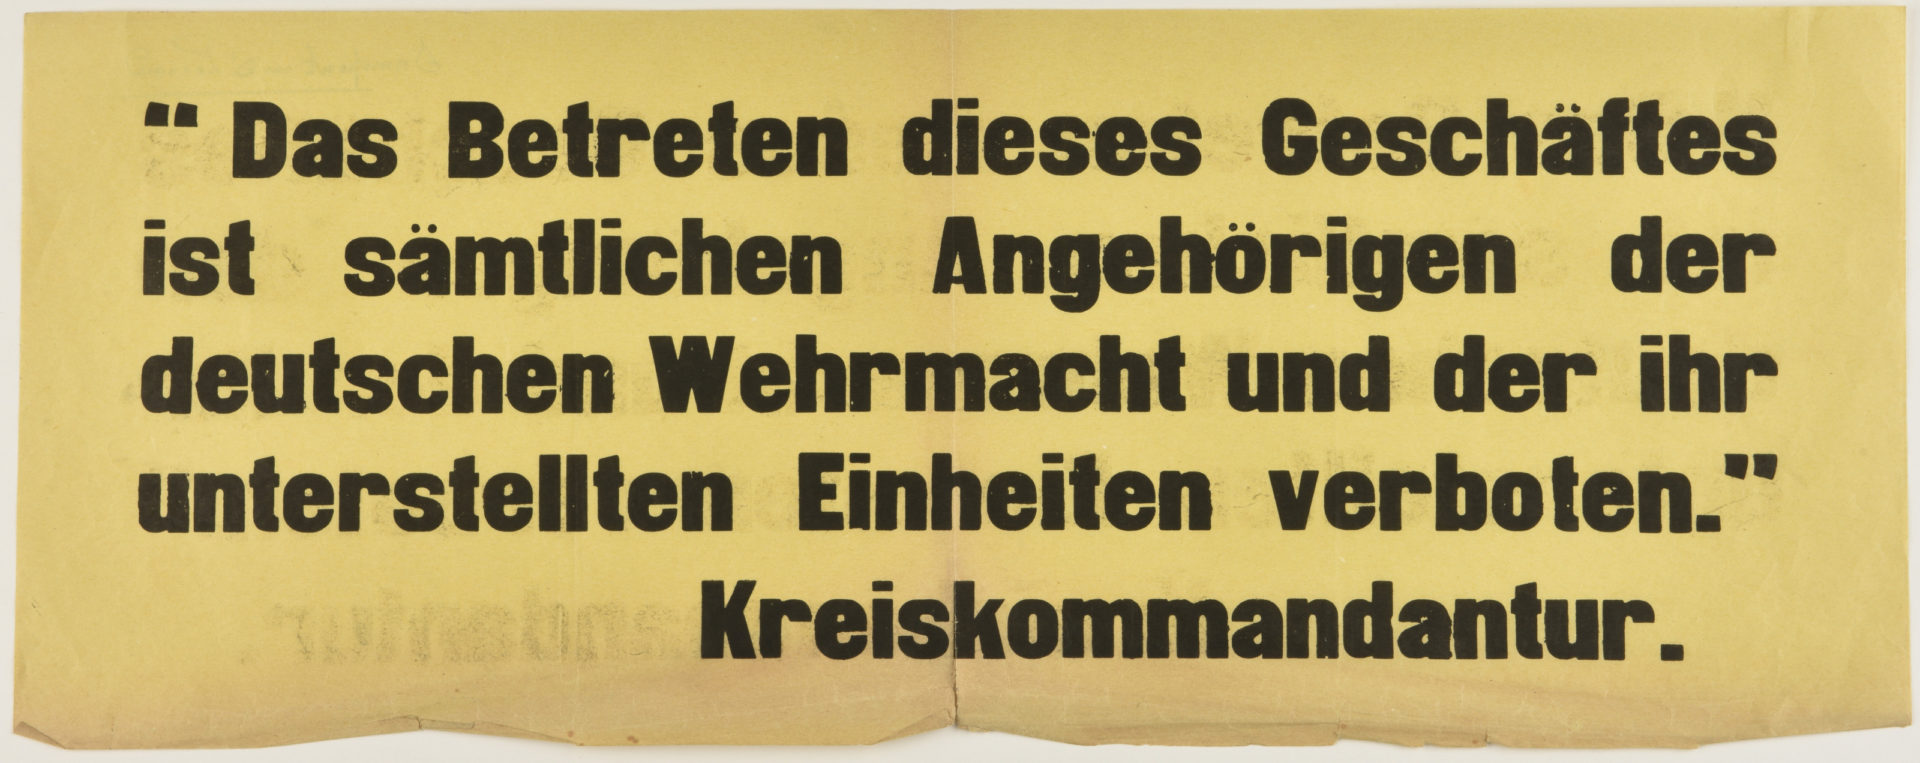 “ Das Betreten dieses Geschäftes
ist sämtlichen Angehörigen der
deutschen Wehrmacht und der ihr
unterstellten Einheiten verboten.”
Kreiskommandantur.